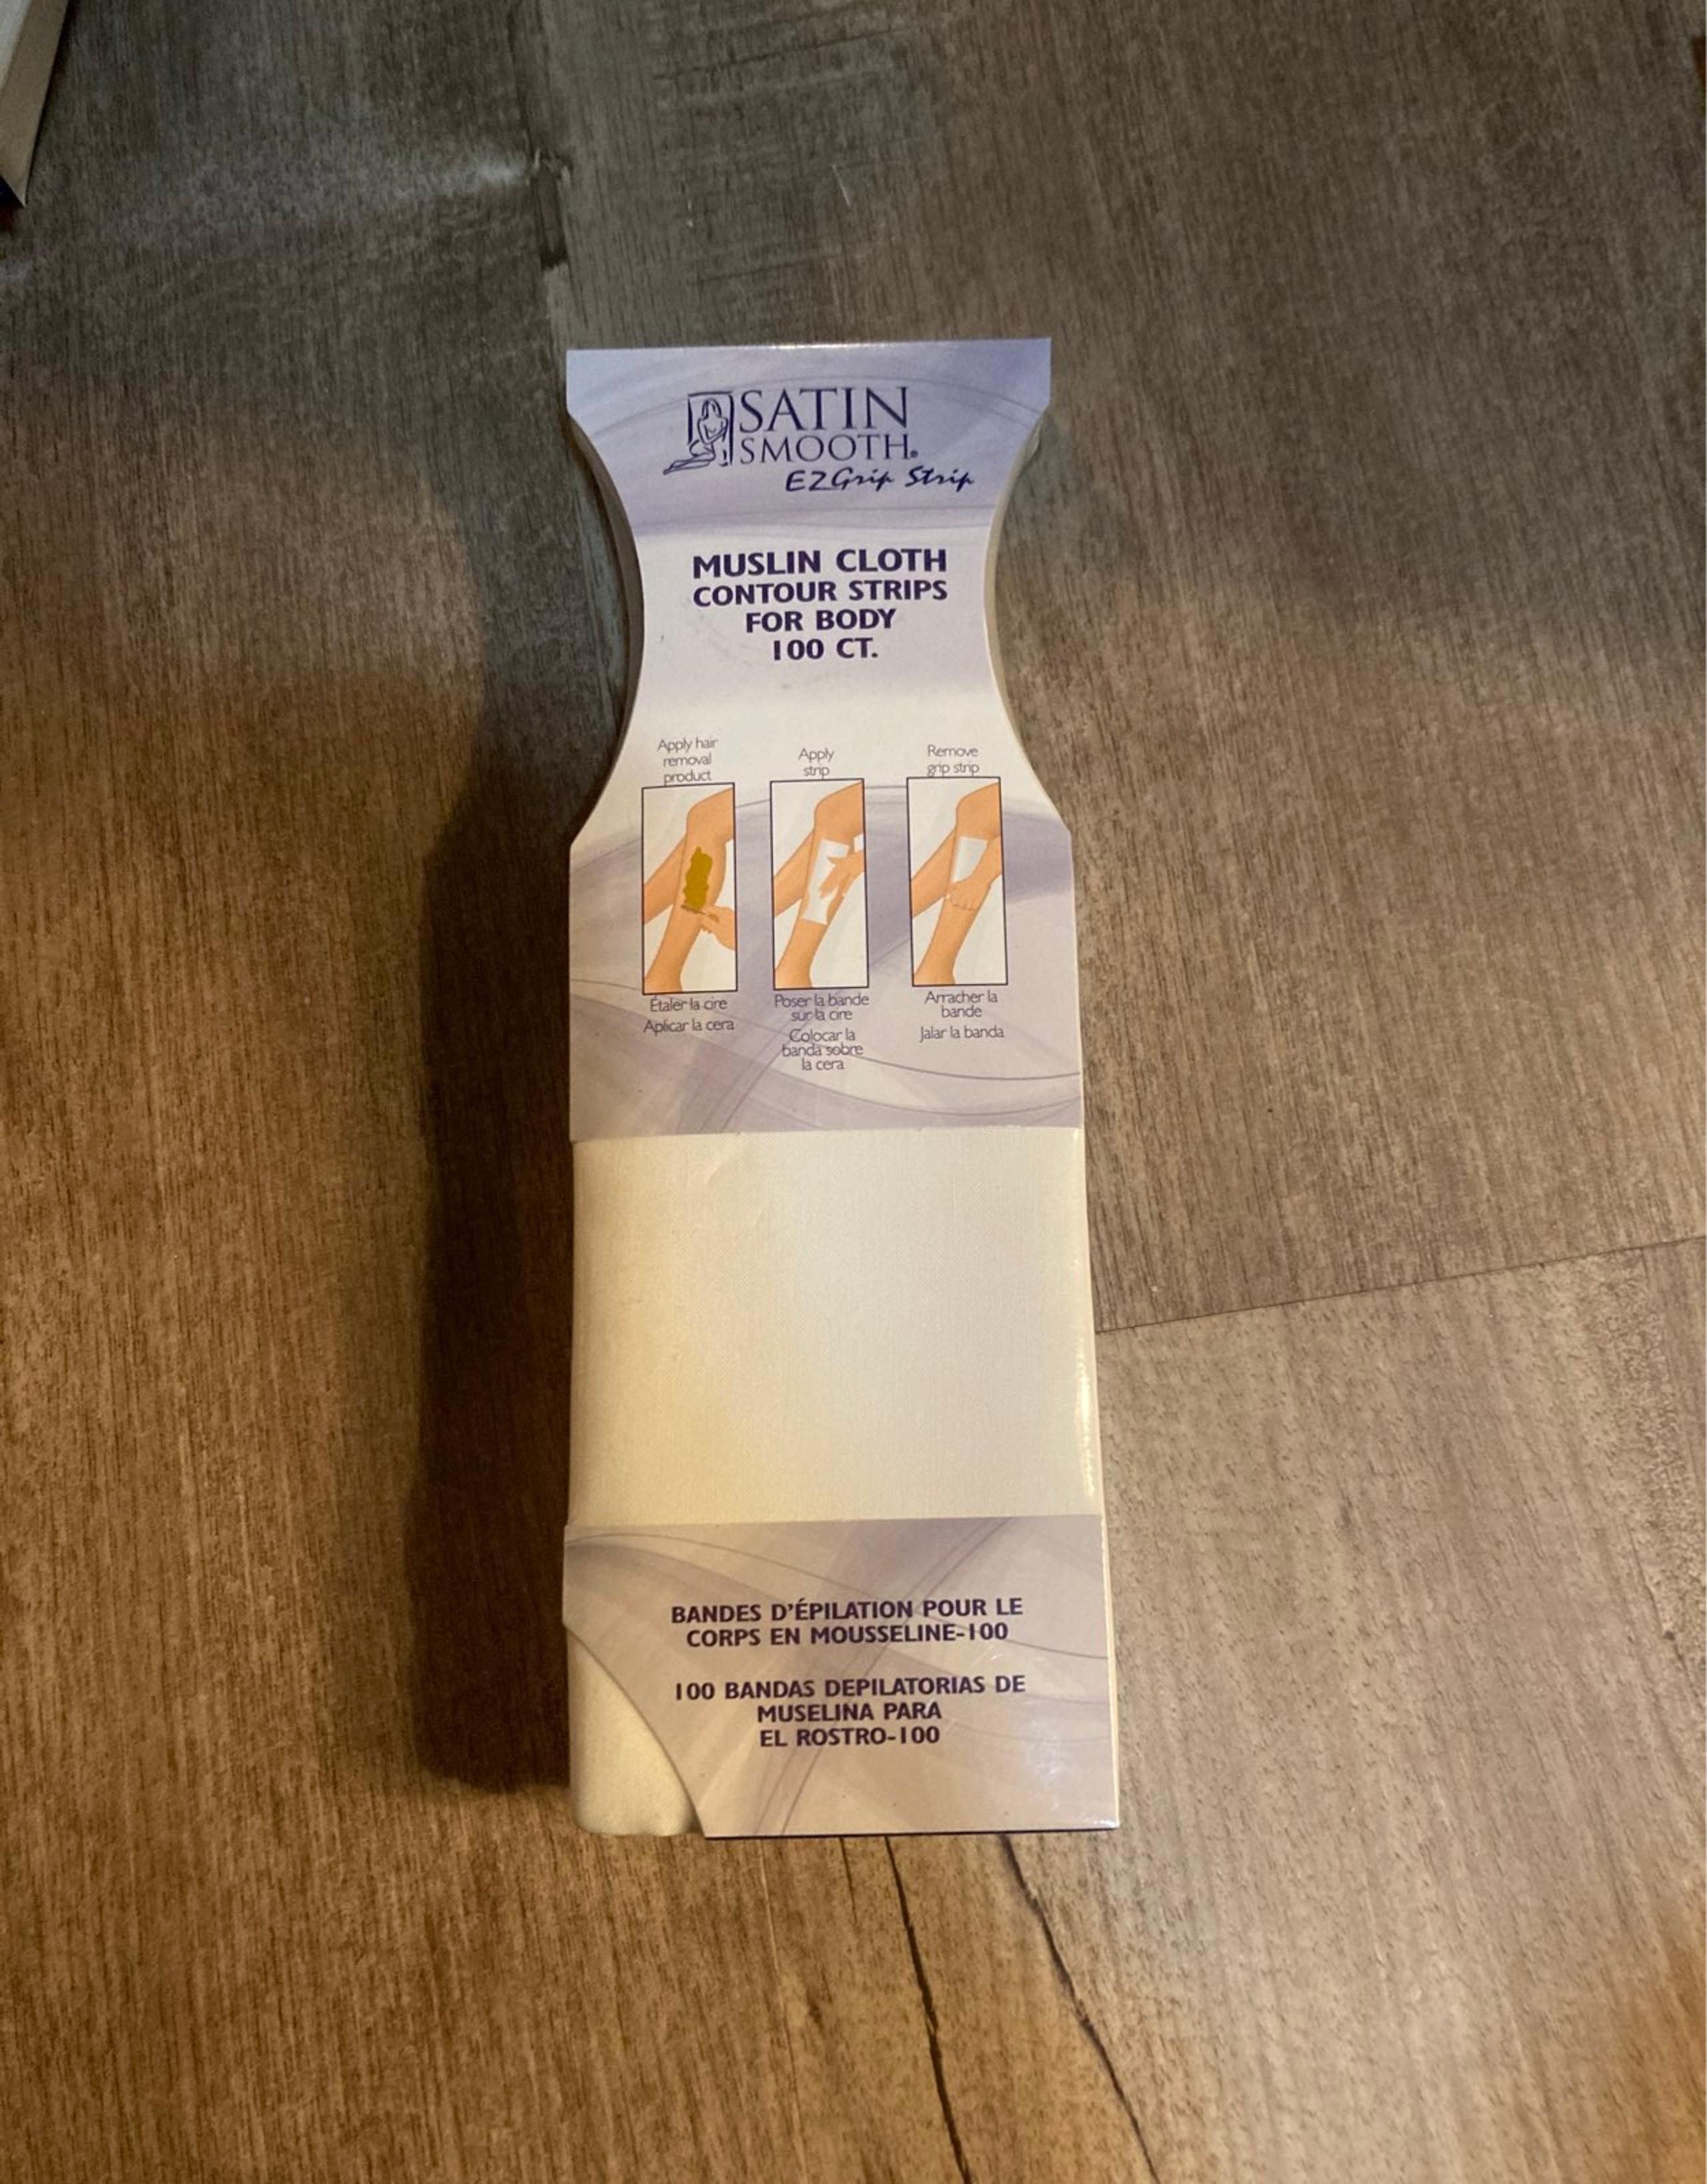 SATIN
SMOOTH®
EZ Grip Strip
MUSLIN CLOTH
CONTOUR STRIPS
FOR BODY
100 CT.
Apply hair
removal
product
Apply
strip
Remove
grip strip
Étaler la cire
Aplicar la cera
Poser la bande
sur la cire
Colocar la
banda sobre
la cera
Arracher la
bande
Jalar la banda
BANDES D'ÉPILATION POUR LE
CORPS EN MOUSSELINE-100
100 BANDAS DEPILATORIAS DE
MUSELINA PARA
EL ROSTRO-100